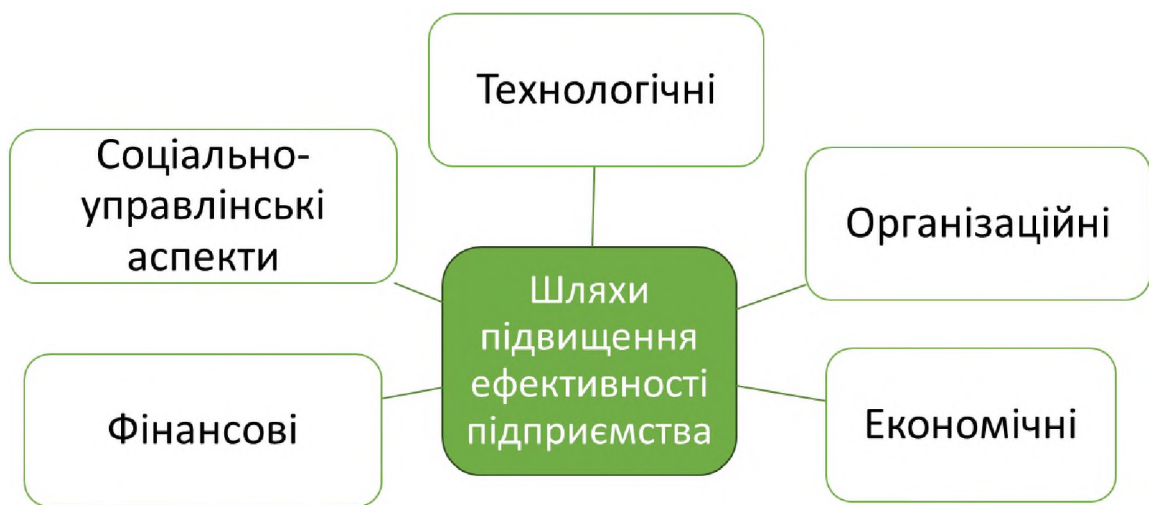 Технологічні
Соціально-
управлінські
аспекти
Організаційні
Шляхи
підвищення
ефективності
підприємства
Фінансові
Економічні